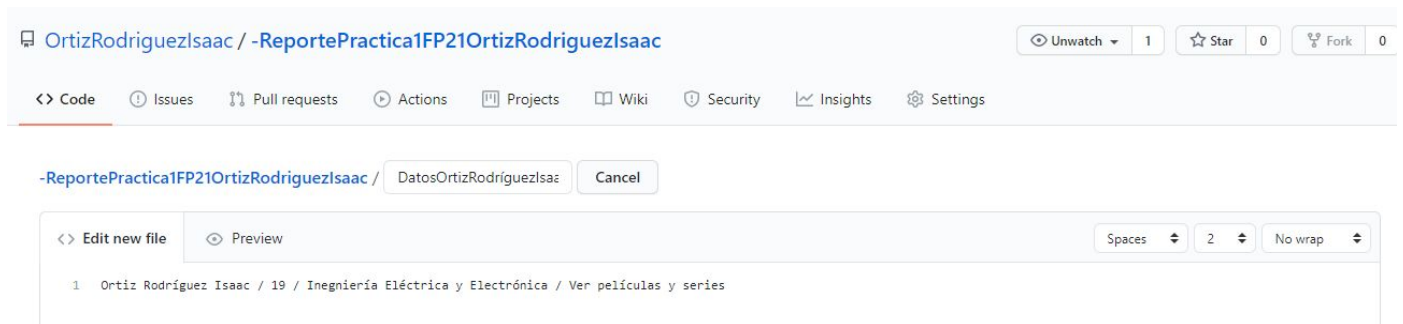 OrtizRodriguezIsaac / -ReportePractica1FP21OrtizRodriguezIsaac Unwatch 1 Star 0 Fork 0
<> Code Issues Pull requests Actions Projects Wiki Security Insights Settings
-ReportePractica1FP21OrtizRodriguezIsaac / DatosOrtizRodríguezIsaa Cancel
<> Edit new file Preview Spaces 2 No wrap
1 Ortiz Rodríguez Isaac / 19 / Inegniería Eléctrica y Electrónica / Ver películas y series